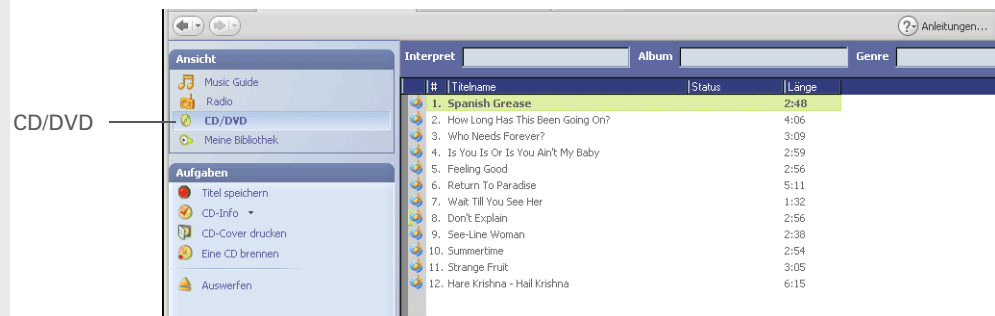 Anleitungen...
Ansicht
Music Guide
Radio
CD/DVD
CD/DVD
Meine Bibliothek
Aufgaben
Titel speichern
CD-Info
CD-Cover drucken
Eine CD brennen
Auswerfen
Interpret Album Genre
# Titelname Status Länge
1. Spanish Grease 2:48
2. How Long Has This Been Going On? 4:06
3. Who Needs Forever? 3:09
4. Is You Is Or Is You Ain't My Baby 2:59
5. Feeling Good 2:56
6. Return To Paradise 5:11
7. Wait Till You See Her 1:32
8. Don't Explain 2:56
9. See-Line Woman 2:38
10. Summertime 2:54
11. Strange Fruit 3:05
12. Hare Krishna - Hail Krishna 6:15